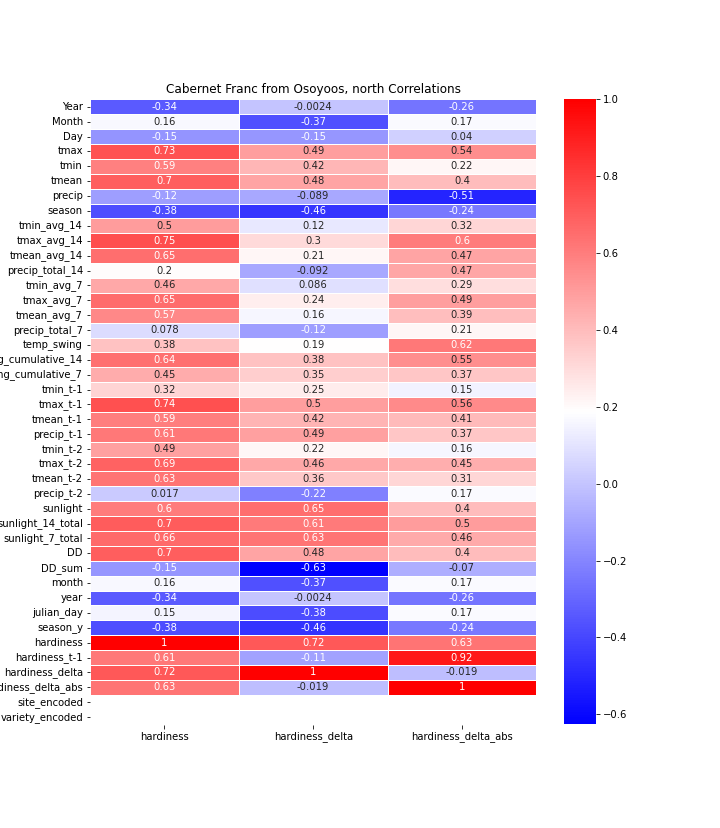 Cabernet Franc from Osoyoos, north Correlations
Year -0.34 -0.0024 -0.26
Month 0.16 -0.37 0.17
Day -0.15 -0.15 0.04
tmax 0.73 0.49 0.54
tmin 0.59 0.42 0.22
tmean 0.7 0.48 0.4
precip -0.12 -0.089 -0.51
season -0.38 -0.46 -0.24
tmin_avg_14 0.5 0.12 0.32
tmax_avg_14 0.75 0.3 0.6
tmean_avg_14 0.65 0.21 0.47
precip_total_14 0.2 -0.092 0.47
tmin_avg_7 0.46 0.086 0.29
tmax_avg_7 0.65 0.24 0.49
tmean_avg_7 0.57 0.16 0.39
precip_total_7 0.078 -0.12 0.21
temp_swing 0.38 0.19 0.62
ng_cumulative_14 0.64 0.38 0.55
ng_cumulative_7 0.45 0.35 0.37
tmin_t-1 0.32 0.25 0.15
tmax_t-1 0.74 0.5 0.56
tmean_t-1 0.59 0.42 0.41
precip_t-1 0.61 0.49 0.37
tmin_t-2 0.49 0.22 0.16
tmax_t-2 0.69 0.46 0.45
tmean_t-2 0.63 0.36 0.31
precip_t-2 0.017 -0.22 0.17
sunlight 0.6 0.65 0.4
sunlight_14_total 0.7 0.61 0.5
sunlight_7_total 0.66 0.63 0.46
DD 0.7 0.48 0.4
DD_sum -0.15 -0.63 -0.07
month 0.16 -0.37 0.17
year -0.34 -0.0024 -0.26
julian_day 0.15 -0.38 0.17
season_y -0.38 -0.46 -0.24
hardiness 1 0.72 0.63
hardiness_t-1 0.61 -0.11 0.92
hardiness_delta 0.72 1 -0.019
diness_delta_abs 0.63 -0.019 1
site_encoded
variety_encoded
hardiness hardiness_delta hardiness_delta_abs
1.0
0.8
0.6
0.4
0.2
0.0
−0.2
−0.4
−0.6